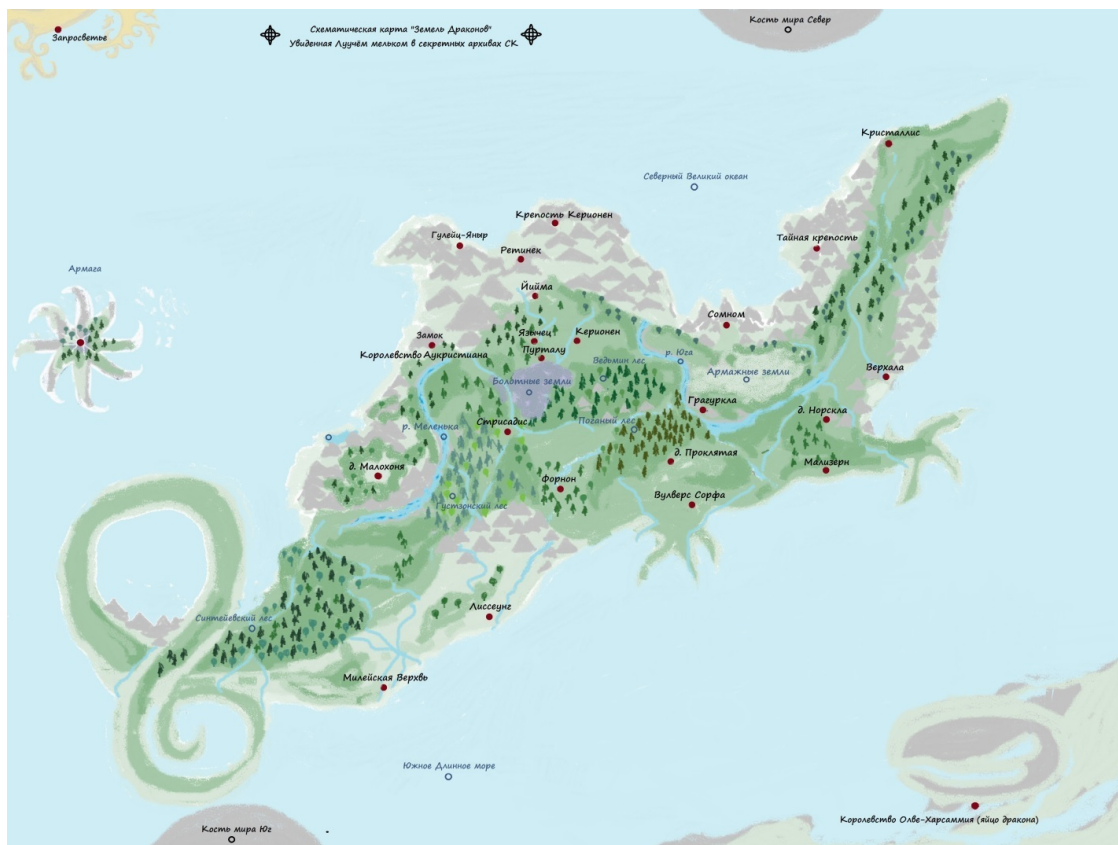 Кость мира Север
Схематическая карта "Земель Драконов"
Увиденная Луучём мельком в секретных архивах СК
Запросветье
Кристаллис
Северный Великий океан
Крепость Керионен
Гулейц-Яныр
Тайная крепость
Ретинек
Армага
Йийма
Сомном
Замок
Язычец
Керионен
Королевство Аукристиана
Пурталу
Ведьмин лес
р. Юга
Армажные земли
Верхала
Болотные земли
Грагуркла
д. Норскла
Стрисадис
Поганый лес
р. Меленька
д. Проклятая
Мализерн
д. Малохоня
Форнон
Вулверс Сорфа
Густзонский лес
Лиссеунг
Синтейевский лес
Милейская Верхвь
Южное Длинное море
Королевство Олве-Харсаммия (яйцо дракона)
Кость мира Юг